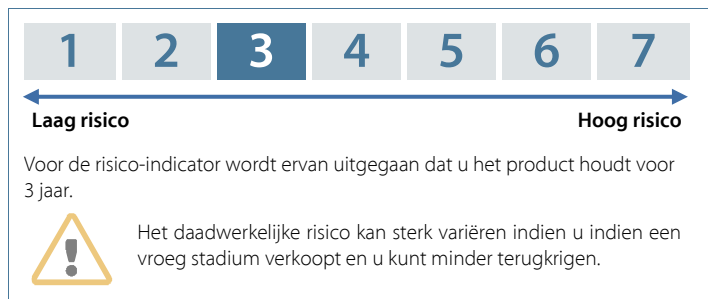 1 2 3 4 5 6 7
Laag risico Hoog risico
Voor de risico-indicator wordt ervan uitgegaan dat u het product houdt voor
3 jaar.
Het daadwerkelijke risico kan sterk variëren indien u indien een
vroeg stadium verkoopt en u kunt minder terugkrigen.